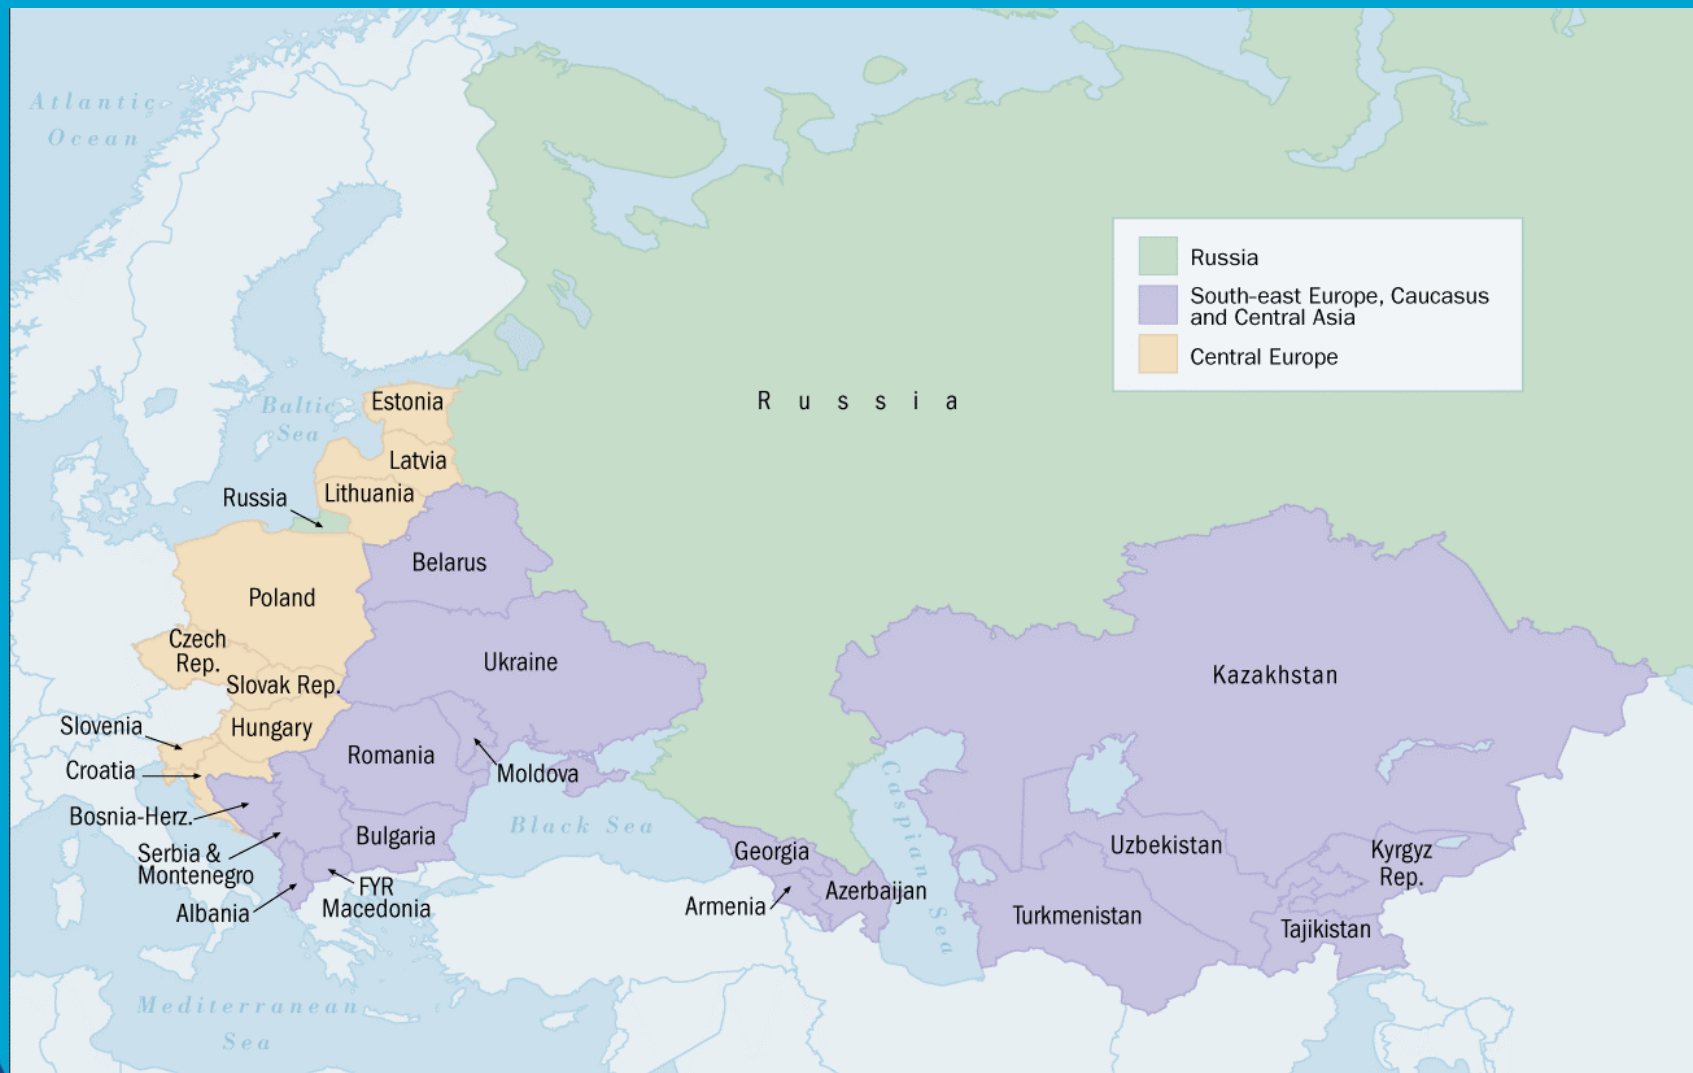 Atlantic
Ocean
Russia
South-east Europe, Caucasus
and Central Asia
Central Europe
Russia
Baltic
Sea
Estonia
Latvia
Lithuania
Russia
Belarus
Poland
Czech
Rep.
Slovak Rep.
Ukraine
Kazakhstan
Slovenia
Hungary
Croatia
Romania
Moldova
Bosnia-Herz.
Black Sea
Caspian Sea
Bulgaria
Serbia &
Montenegro
Georgia
Uzbekistan
Kyrgyz
Rep.
FYR
Macedonia
Albania
Armenia
Azerbaijan
Turkmenistan
Tajikistan
Mediterranean
Sea